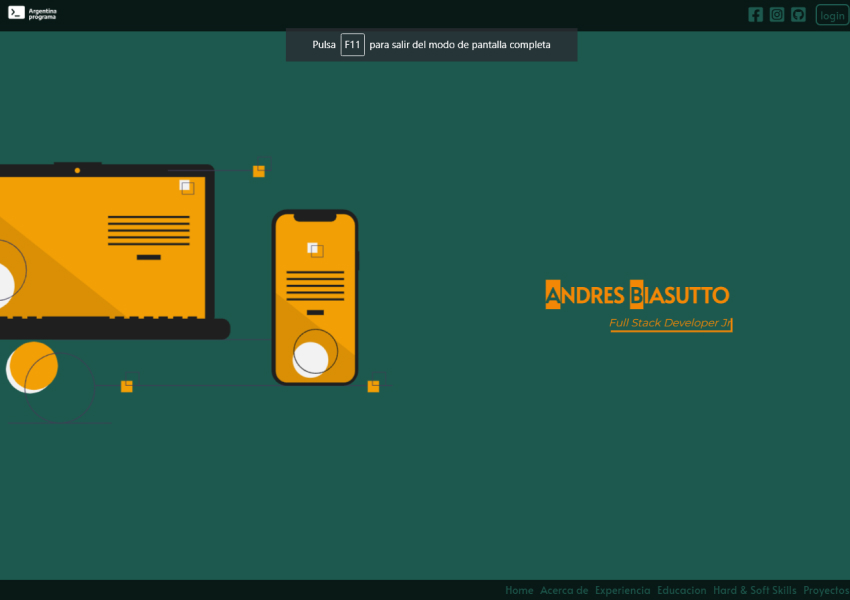 Argentina
programa
login
Pulsa F11 para salir del modo de pantalla completa
ANDRES BIASUTTO
Full Stack Developer Jr
Home Acerca de Experiencia Educacion Hard & Soft Skills Proyectos